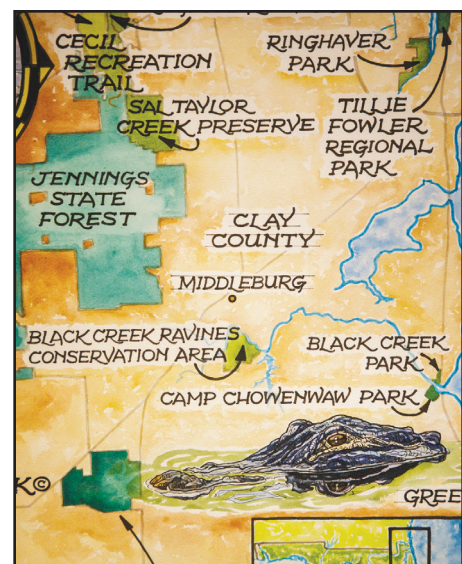 CECIL
RECREATION
TRAIL
RINGHAVER
PARK
SAL TAYLOR
CREEK PRESERVE
TILLIE
FOWLER
REGIONAL
PARK
JENNINGS
STATE
FOREST
CLAY
COUNTY
MIDDLEBURG
BLACK CREEK RAVINES
CONSERVATION AREA
BLACK CREEK
PARK
CAMP CHOWENWAW PARK
K©
GREE